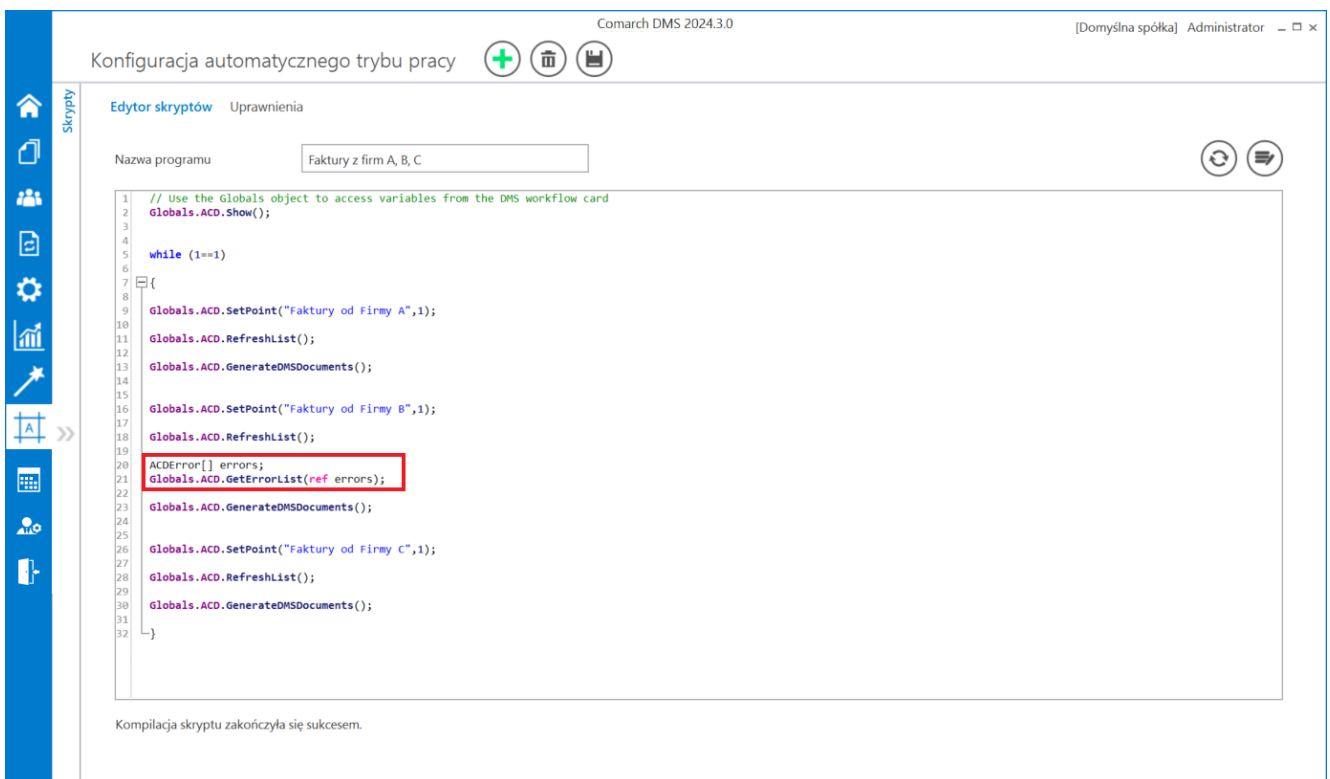 Comarch DMS 2024.3.0
[Domyślna spółka] Administrator
Konfiguracja automatycznego trybu pracy
Skrypty
Edytor skryptów Uprawnienia
Nazwa programu Faktury z firm A, B, C
1 // Use the Globals object to access variables from the DMS workflow card
2 Globals.ACD.Show();
3
4
5 while (1==1)
6
7 {
8
9 Globals.ACD.SetPoint("Faktury od Firmy A",1);
10
11 Globals.ACD.RefreshList();
12
13 Globals.ACD.GenerateDMSDocuments();
14
15
16 Globals.ACD.SetPoint("Faktury od Firmy B",1);
17
18 Globals.ACD.RefreshList();
19
20 ACDError[] errors;
21 Globals.ACD.GetErrorList(ref errors);
22
23 Globals.ACD.GenerateDMSDocuments();
24
25
26 Globals.ACD.SetPoint("Faktury od Firmy C",1);
27
28 Globals.ACD.RefreshList();
29
30 Globals.ACD.GenerateDMSDocuments();
31
32 }
A
Kompilacja skryptu zakończyła się sukcesem.